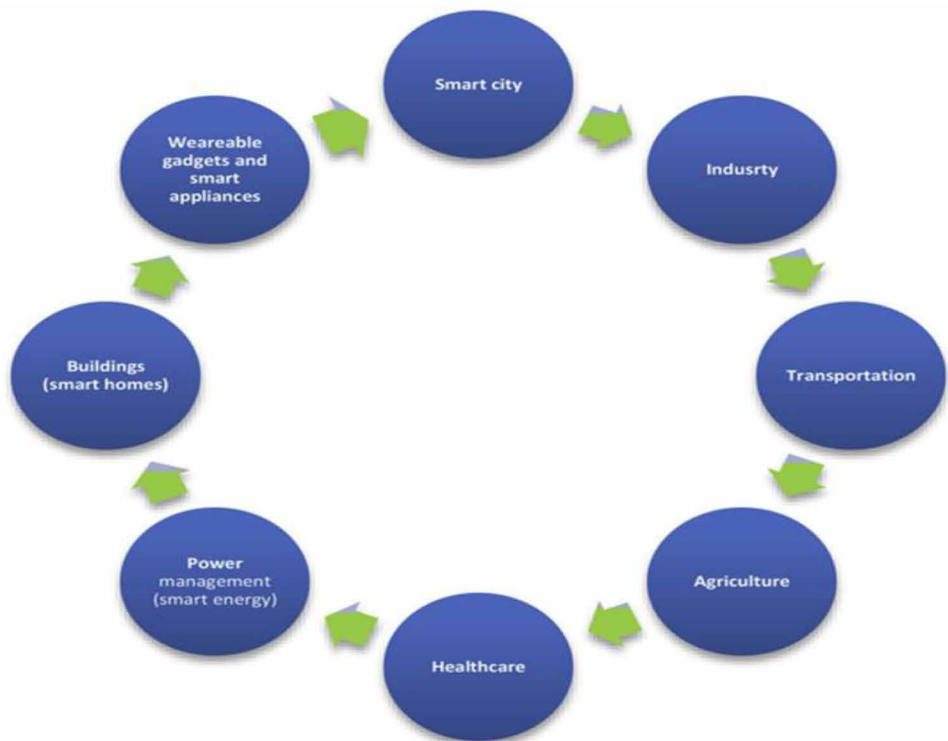 Smart city
Indusrty
Transportation
Agriculture
Healthcare
Power
management
(smart energy)
Buildings
(smart homes)
Weareable
gadgets and
smart
appliances